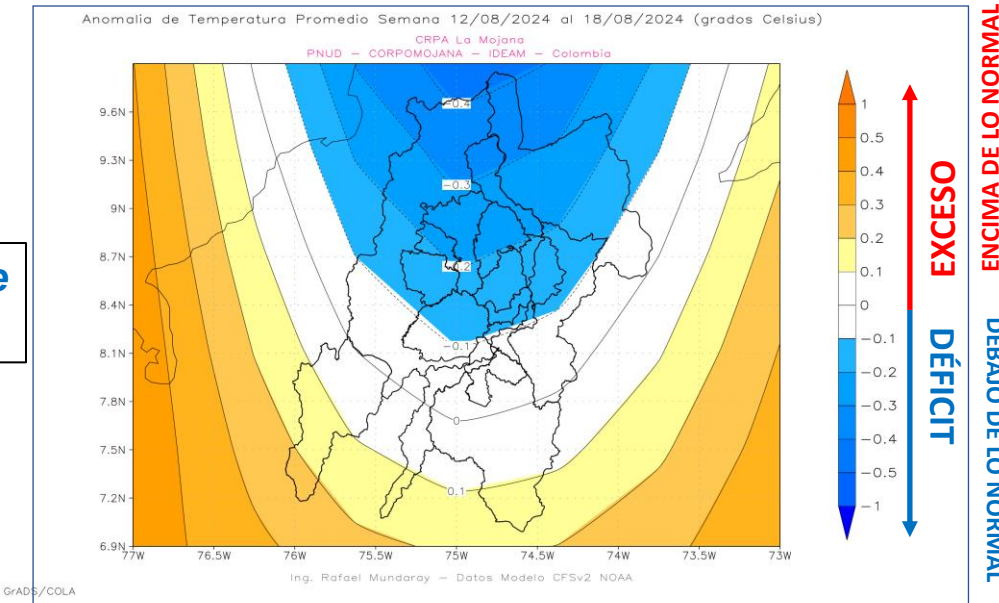 Anomalia de Temperatura Promedio Semana 12/08/2024 al 18/08/2024 (grados Celsius)
CRPA La Mojana
PNUD – CORPOMOJANA – IDEAM – Colombia
e
9.6N
9.3N
9N
8.7N
8.4N
8.1N
7.8N
7.5N
7.2N
6.9N
77W
76.5W
76W
75.5W
75W
74.5W
74W
73.5W
73W
-0.4
-0.3
-0.2
-0.1
0
0.1
1
0.5
0.4
0.3
0.2
0.1
0
-0.1
-0.2
-0.3
-0.4
-0.5
-1
EXCESO
DÉFICIT
ENCIMA DE LO NORMAL
DEBAJO DE LO NORMAL
Ing. Rafael Mundaray – Datos Modelo CFSv2 NOAA
GrADS/COLA